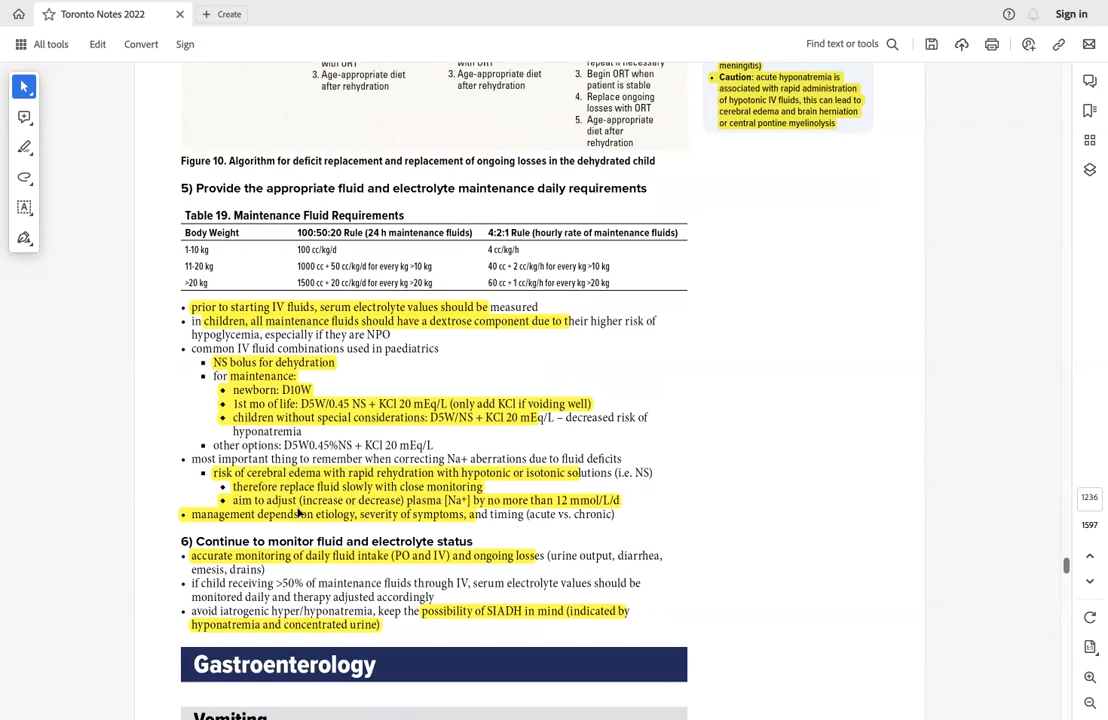 Toronto Notes 2022
Create
Sign in
All tools
Edit
Convert
Sign
Find text or tools
with ORT
3. Age-appropriate diet
after rehydration
with ORT
3. Age-appropriate diet
after rehydration
repeat if necessary
3. Begin ORT when
patient is stable
4. Replace ongoing
losses with ORT
5. Age-appropriate
diet after
rehydration
meningitis)
• Caution: acute hyponatremia is
associated with rapid administration
of hypotonic IV fluids, this can lead to
cerebral edema and brain herniation
or central pontine myelinolysis
Figure 10. Algorithm for deficit replacement and replacement of ongoing losses in the dehydrated child
5) Provide the appropriate fluid and electrolyte maintenance daily requirements
Table 19. Maintenance Fluid Requirements
Body Weight 100:50:20 Rule (24 h maintenance fluids) 4:2:1 Rule (hourly rate of maintenance fluids)
1-10 kg 100 cc/kg/d 4 cc/kg/h
11-20 kg 1000 cc + 50 cc/kg/d for every kg >10 kg 40 cc + 2 cc/kg/h for every kg >10 kg
>20 kg 1500 cc + 20 cc/kg/d for every kg >20 kg 60 cc + 1 cc/kg/h for every kg >20 kg
• prior to starting IV fluids, serum electrolyte values should be measured
• in children, all maintenance fluids should have a dextrose component due to their higher risk of
hypoglycemia, especially if they are NPO
• common IV fluid combinations used in paediatrics
▪ NS bolus for dehydration
▪ for maintenance:
◆ newborn: D10W
◆ 1st mo of life: D5W/0.45 NS + KCl 20 mEq/L (only add KCl if voiding well)
◆ children without special considerations: D5W/NS + KCl 20 mEq/L – decreased risk of
hyponatremia
▪ other options: D5W0.45%NS + KCl 20 mEq/L
• most important thing to remember when correcting Na+ aberrations due to fluid deficits
▪ risk of cerebral edema with rapid rehydration with hypotonic or isotonic solutions (i.e. NS)
◆ therefore replace fluid slowly with close monitoring
◆ aim to adjust (increase or decrease) plasma [Na⁺] by no more than 12 mmol/L/d
• management depends on etiology, severity of symptoms, and timing (acute vs. chronic)
6) Continue to monitor fluid and electrolyte status
• accurate monitoring of daily fluid intake (PO and IV) and ongoing losses (urine output, diarrhea,
emesis, drains)
• if child receiving >50% of maintenance fluids through IV, serum electrolyte values should be
monitored daily and therapy adjusted accordingly
• avoid iatrogenic hyper/hyponatremia, keep the possibility of SIADH in mind (indicated by
hyponatremia and concentrated urine)
Gastroenterology
Vomiting
1236
1597